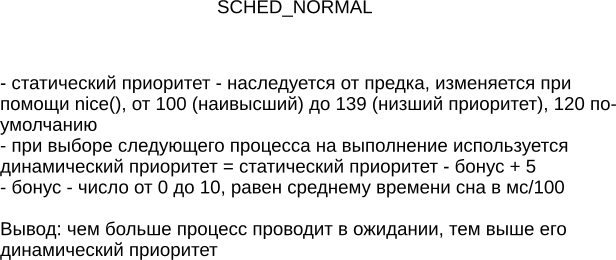 SCHED_NORMAL
- статический приоритет - наследуется от предка, изменяется при
помощи nice(), от 100 (наивысший) до 139 (низший приоритет), 120 по-
умолчанию
- при выборе следующего процесса на выполнение используется
динамический приоритет = статический приоритет - бонус + 5
- бонус - число от 0 до 10, равен среднему времени сна в мс/100
Вывод: чем больше процесс проводит в ожидании, тем выше его
динамический приоритет